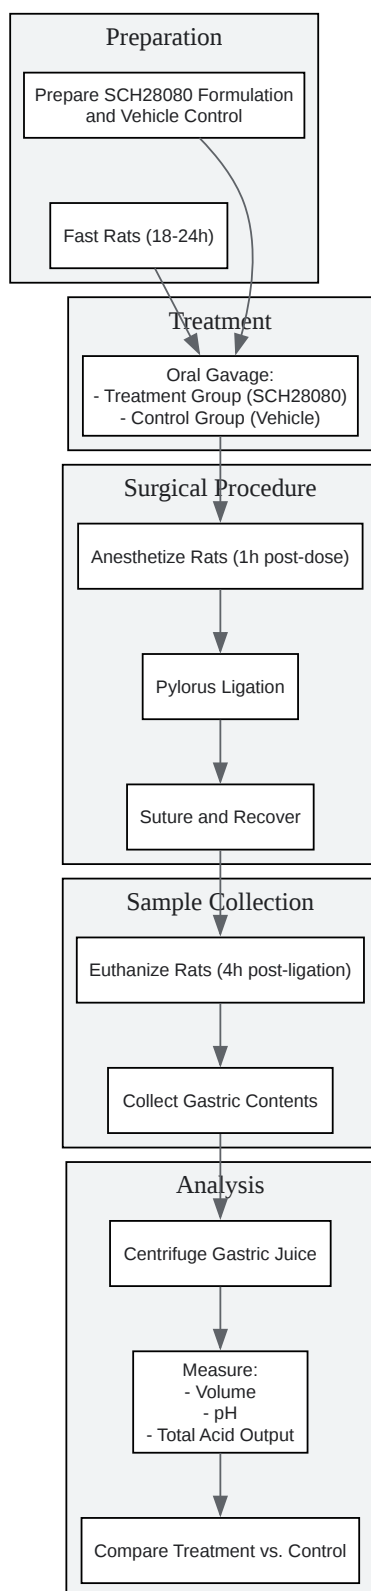 Preparation
Prepare SCH28080 Formulation
and Vehicle Control
Fast Rats (18-24h)
Treatment
Oral Gavage:
- Treatment Group (SCH28080)
- Control Group (Vehicle)
Surgical Procedure
Anesthetize Rats (1h post-dose)
Pylorus Ligation
Suture and Recover
Sample Collection
Euthanize Rats (4h post-ligation)
Collect Gastric Contents
Analysis
Centrifuge Gastric Juice
Measure:
- Volume
- pH
- Total Acid Output
Compare Treatment vs. Control